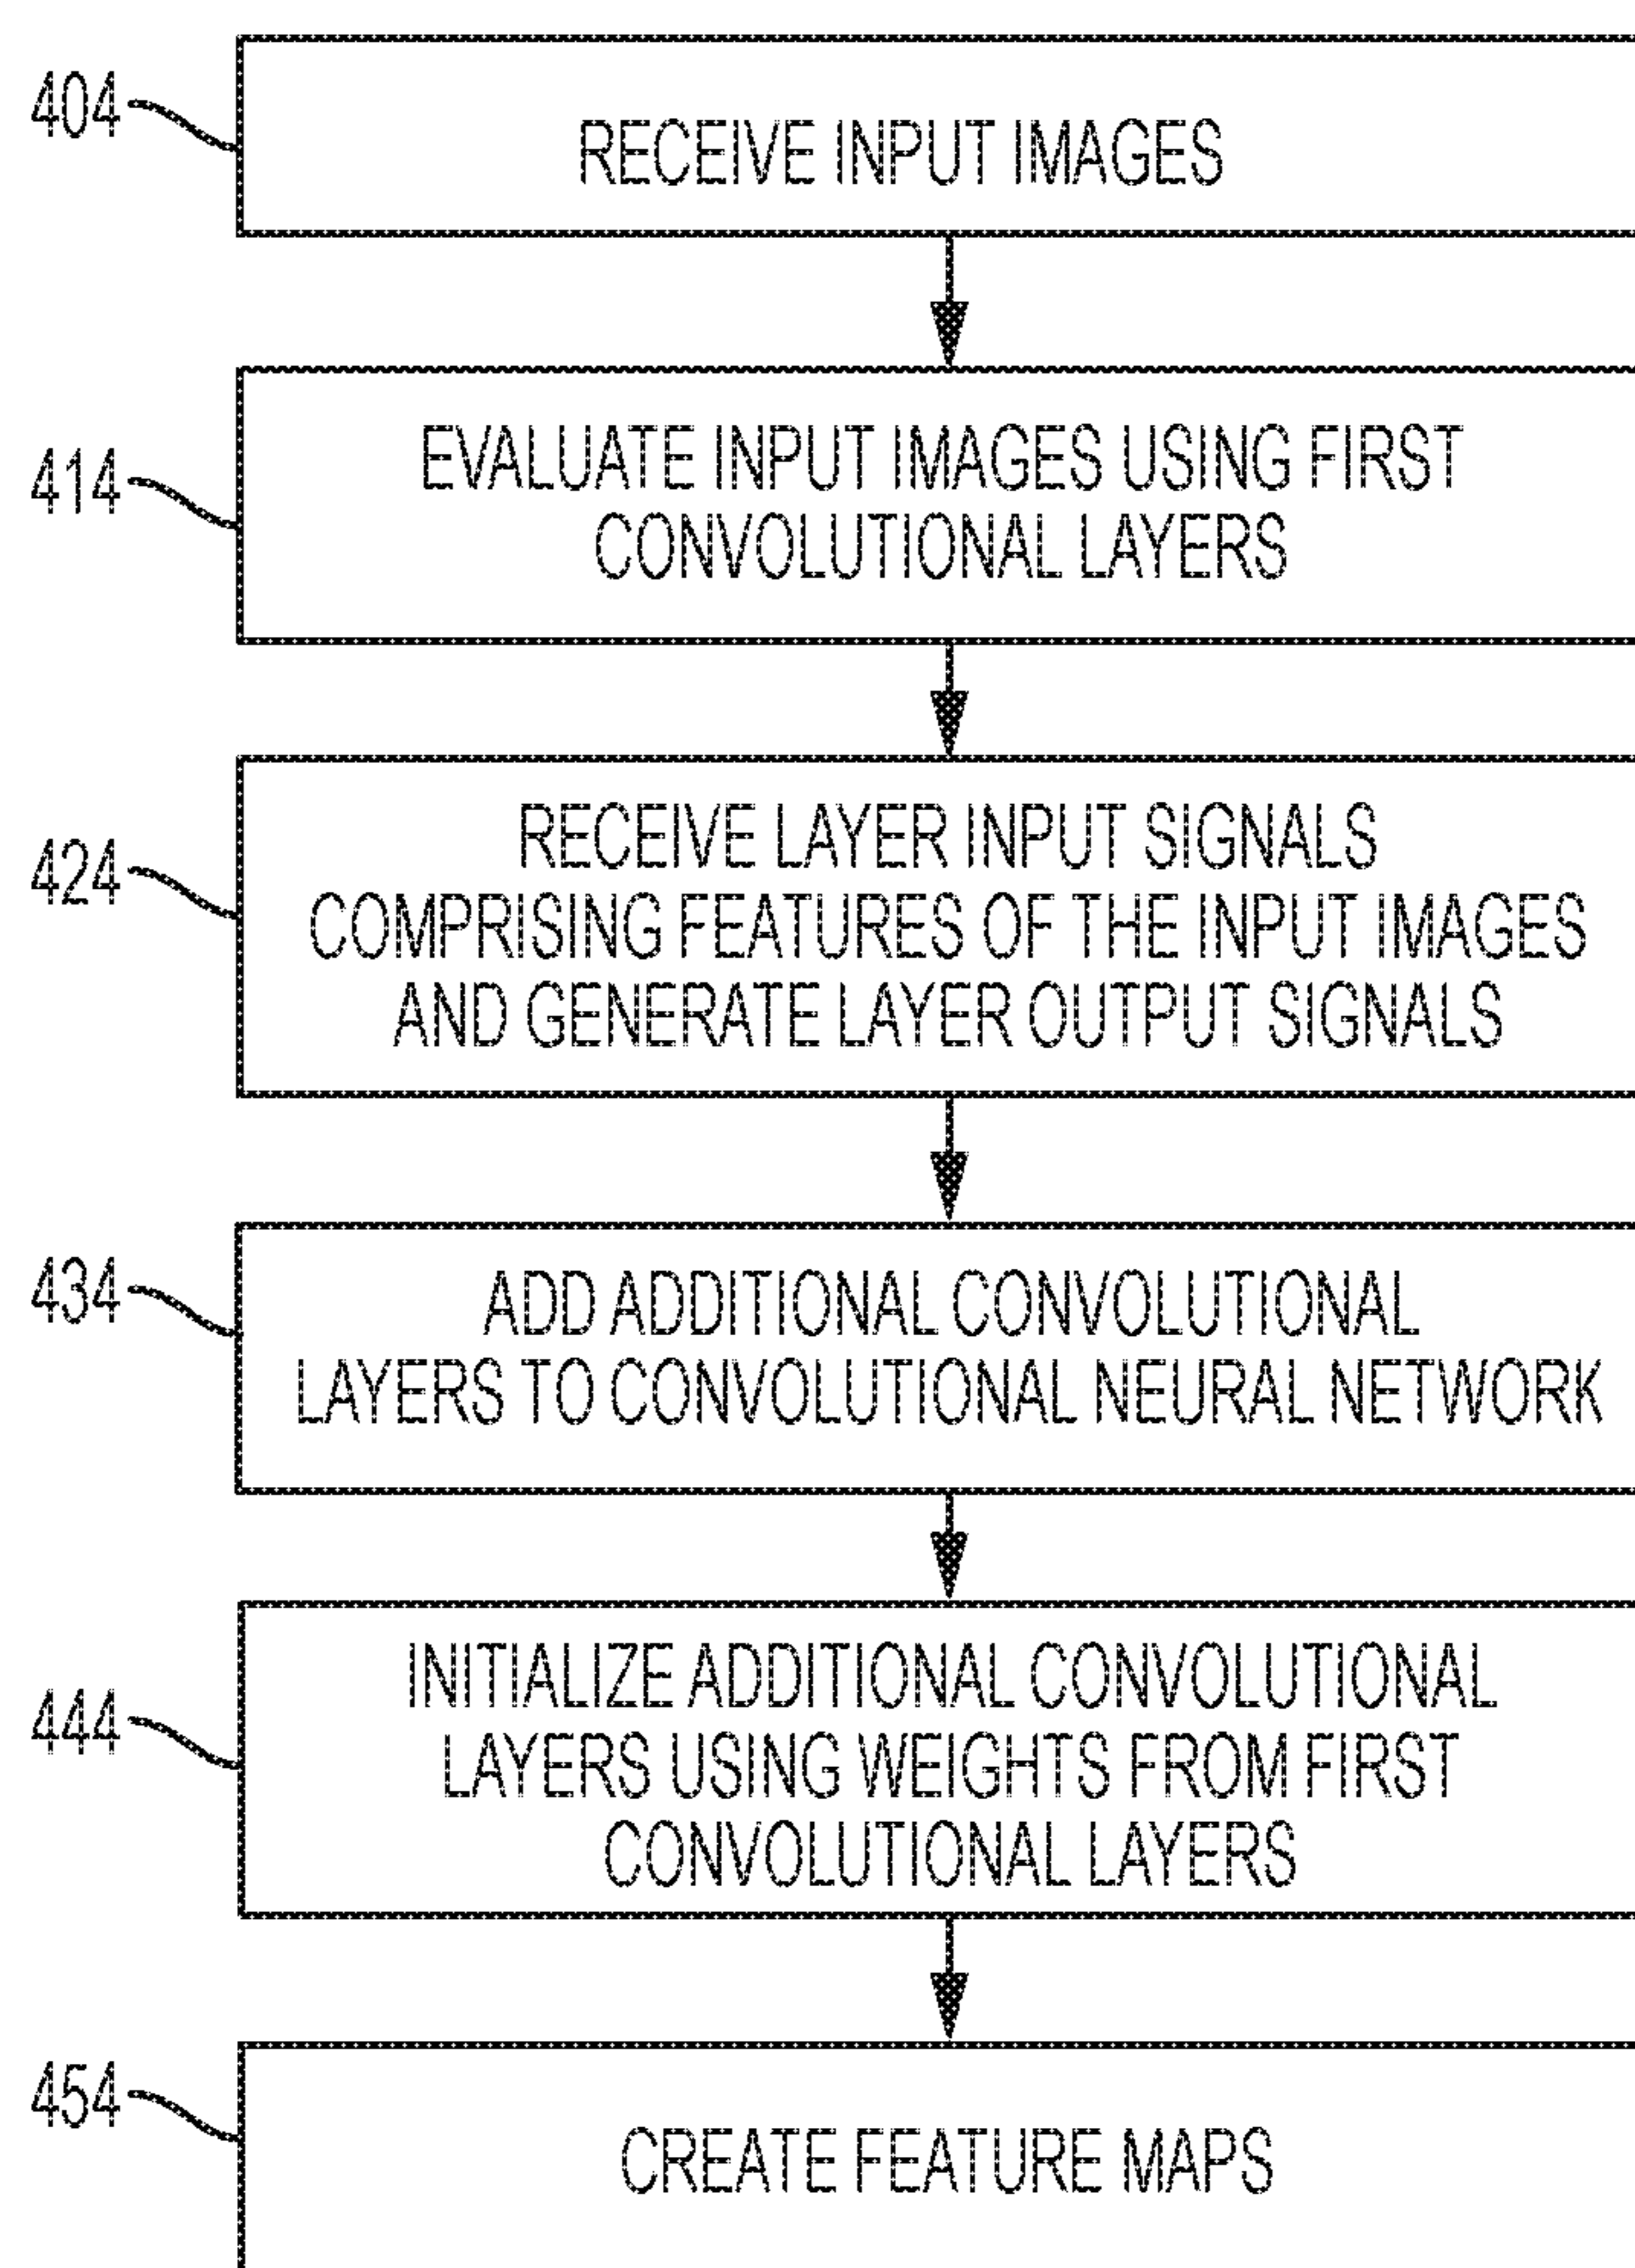 404
RECEIVE INPUT IMAGES
414
EVALUATE INPUT IMAGES USING FIRST
CONVOLUTIONAL LAYERS
424
RECEIVE LAYER INPUT SIGNALS
COMPRISING FEATURES OF THE INPUT IMAGES
AND GENERATE LAYER OUTPUT SIGNALS
434
ADD ADDITIONAL CONVOLUTIONAL
LAYERS TO CONVOLUTIONAL NEURAL NETWORK
444
INITIALIZE ADDITIONAL CONVOLUTIONAL
LAYERS USING WEIGHTS FROM FIRST
CONVOLUTIONAL LAYERS
454
CREATE FEATURE MAPS